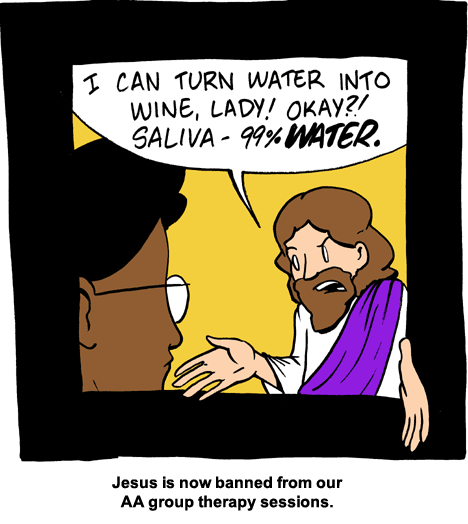 I CAN TURN WATER INTO
WINE, LADY! OKAY?!
SALIVA - 99% WATER.
Jesus is now banned from our
AA group therapy sessions.